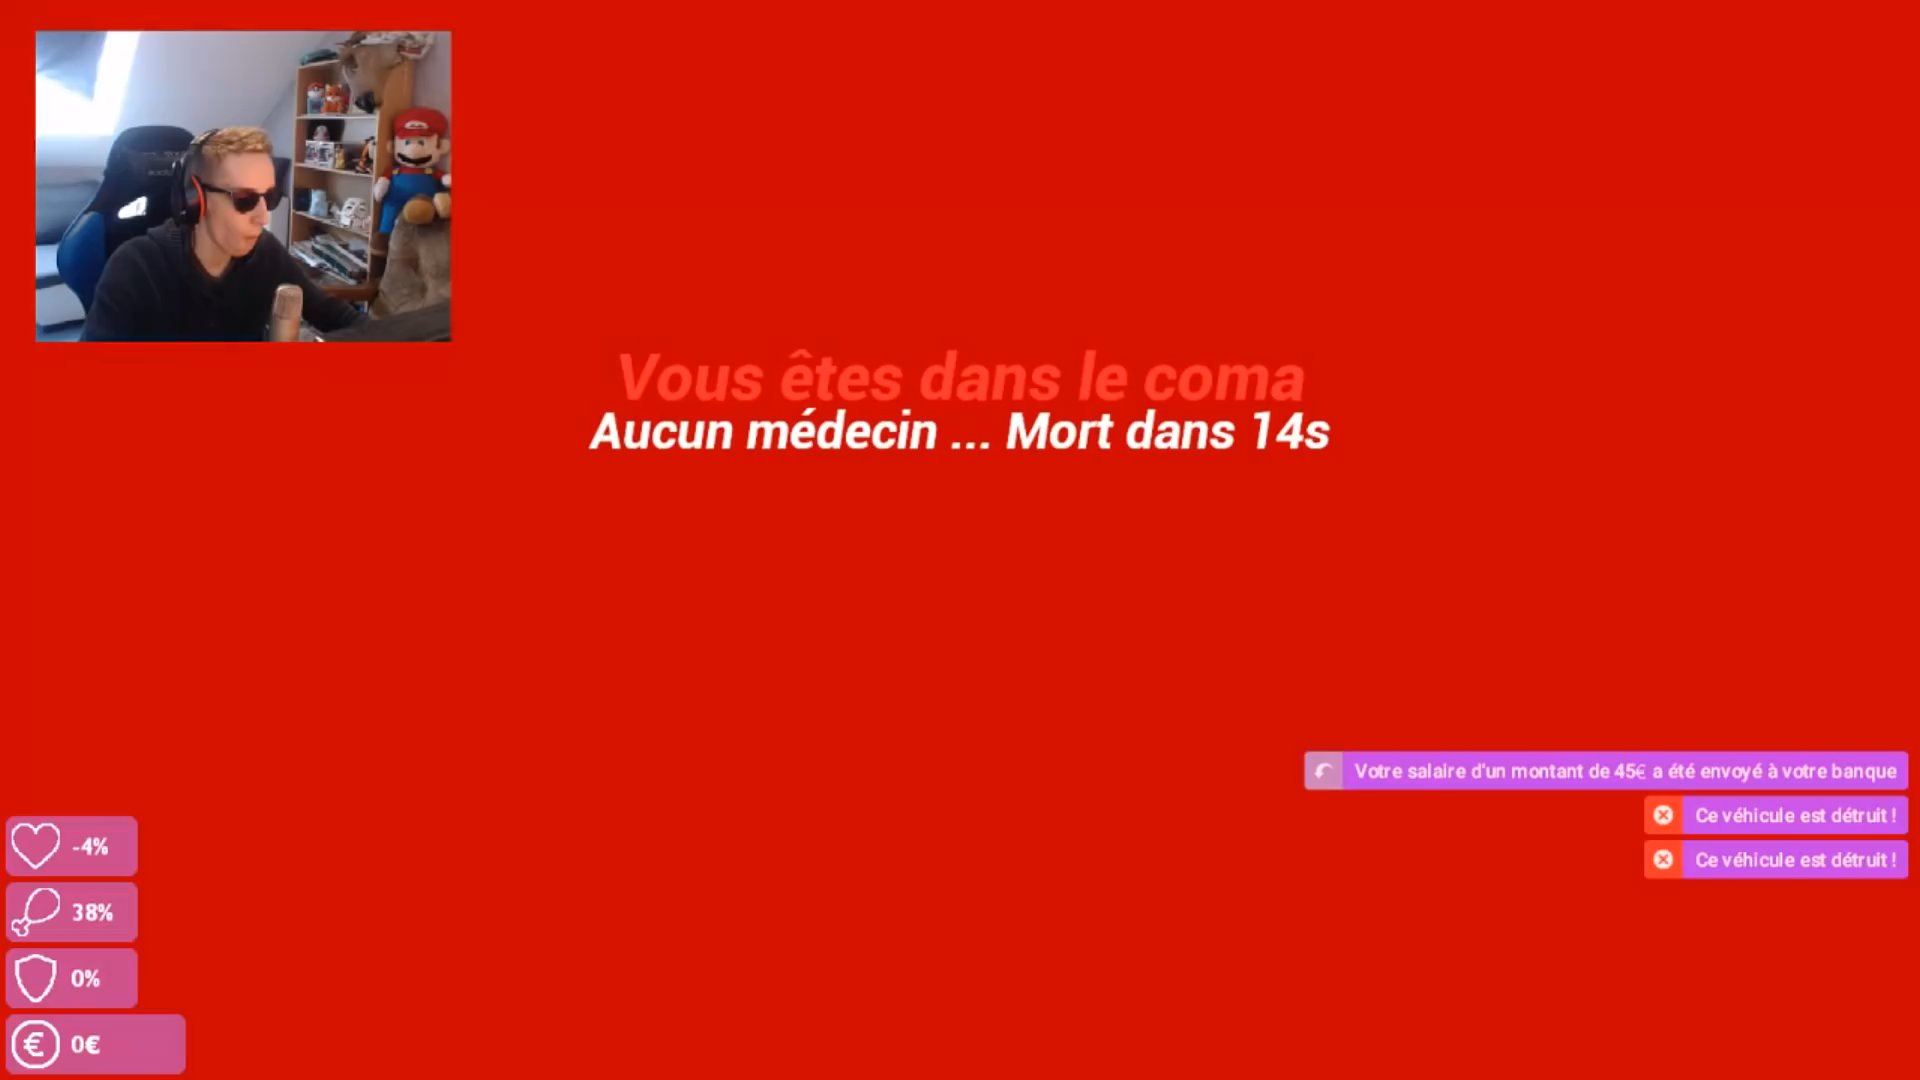 Vous êtes dans le coma
Aucun médecin ... Mort dans 14s
Votre salaire d'un montant de 45€ a été envoyé à votre banque
Ce véhicule est détruit !
Ce véhicule est détruit !
-4%
38%
0%
0€